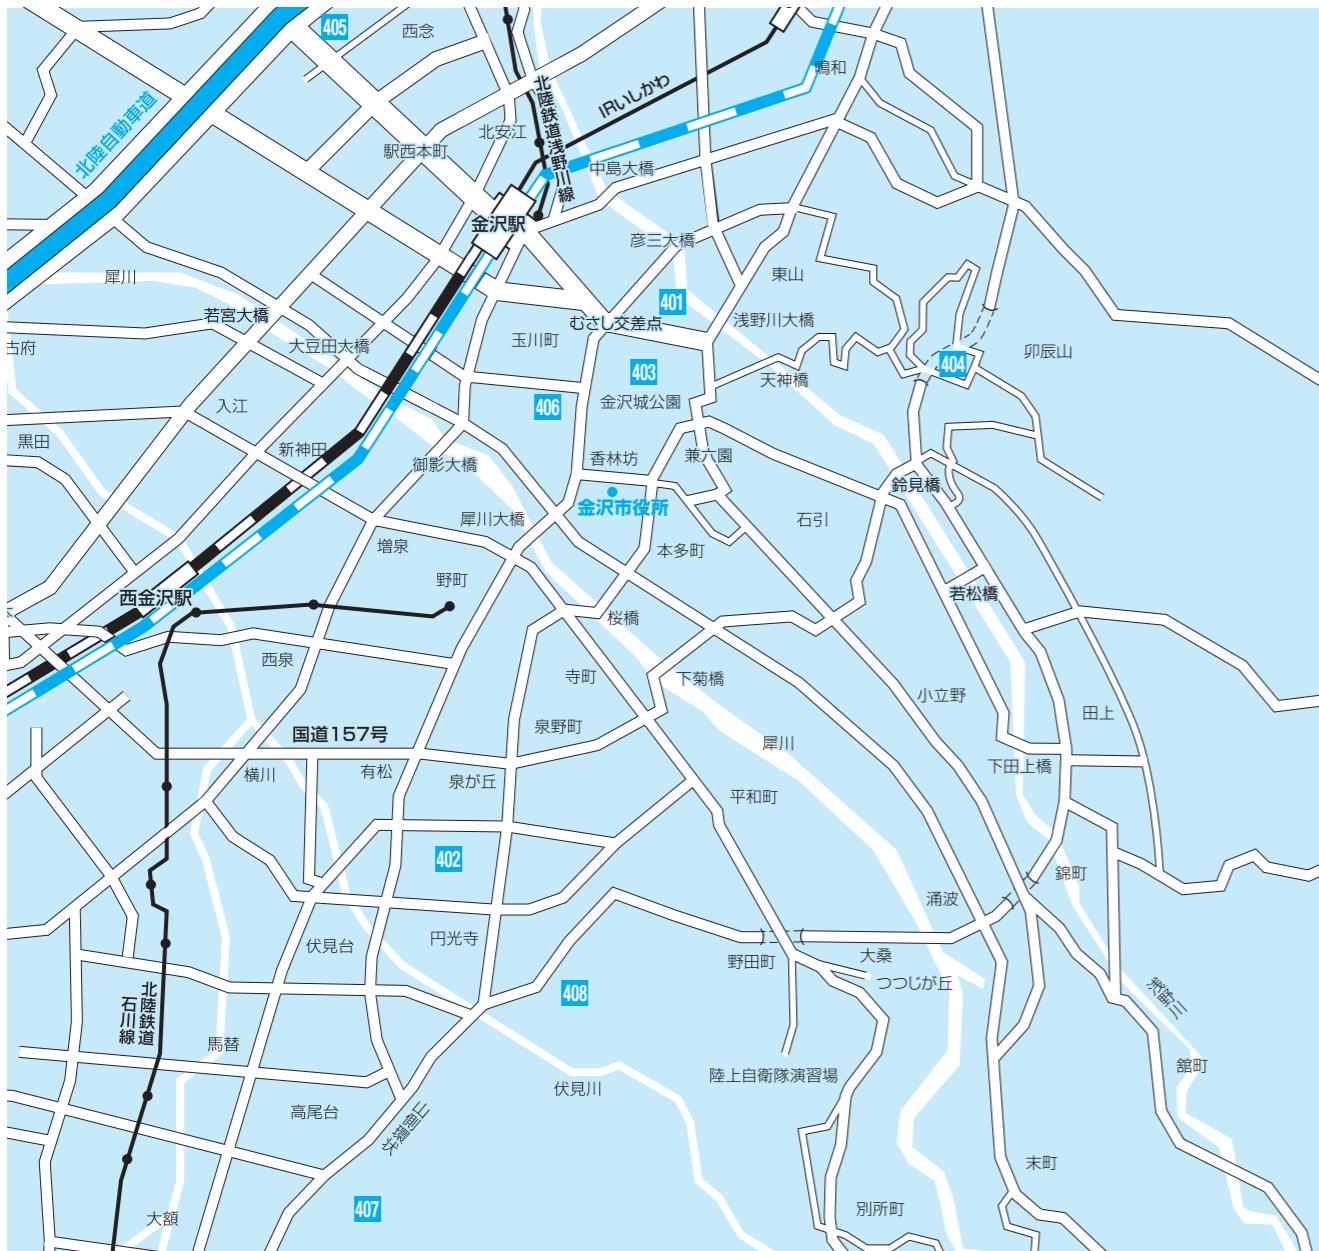 405
西念
鳴和
北陸自動車道
北陸鉄道浅野川線
IRいしかわ
北安江
駅西本町
中島大橋
金沢駅
彦三大橋
東山
犀川
401
若宮大橋
浅野川大橋
むさし交差点
玉川町
大豆田大橋
古府
卯辰山
404
403
天神橋
金沢城公園
406
入江
黒田
新神田
御影大橋
香林坊
兼六園
鈴見橋
金沢市役所
犀川大橋
石引
増泉
本多町
野町
若松橋
西金沢駅
桜橋
西泉
寺町
下菊橋
小立野
田上
泉野町
国道157号
犀川
下田上橋
横川
有松
泉が丘
平和町
402
錦町
涌波
円光寺
伏見台
大桑
野田町
つつじが丘
408
浅野川
北陸鉄道
石川線
馬替
舘町
陸上自衛隊演習場
伏見川
高尾台
山側環状
末町
407
別所町
大額